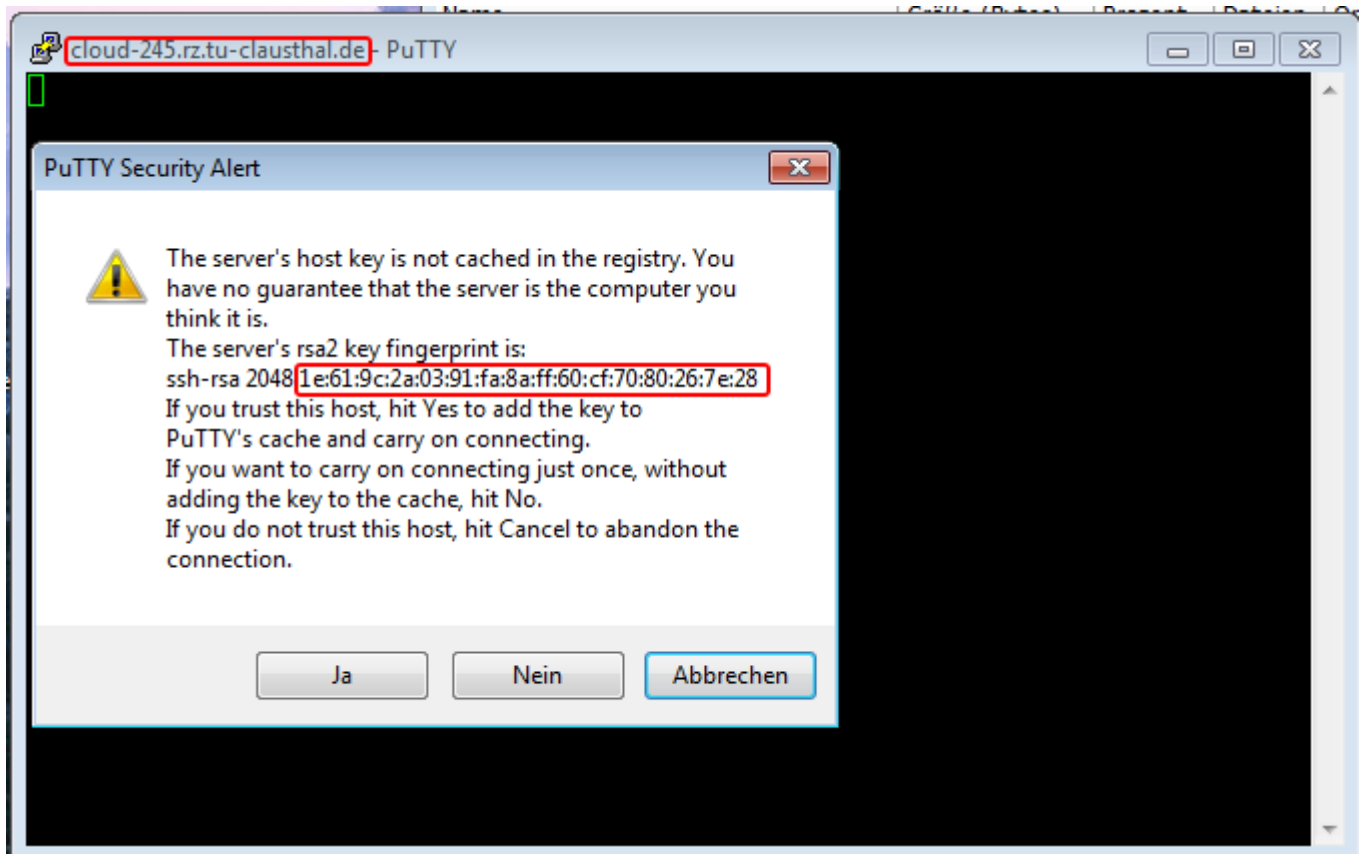 Name Größe (Bytes) Prozent Dateien
cloud-245.rz.tu-clausthal.de - PuTTY
PuTTY Security Alert
The server's host key is not cached in the registry. You
have no guarantee that the server is the computer you
think it is.
The server's rsa2 key fingerprint is:
ssh-rsa 2048 1e:61:9c:2a:03:91:fa:8a:ff:60:cf:70:80:26:7e:28
If you trust this host, hit Yes to add the key to
PuTTY's cache and carry on connecting.
If you want to carry on connecting just once, without
adding the key to the cache, hit No.
If you do not trust this host, hit Cancel to abandon the
connection.
Ja Nein Abbrechen